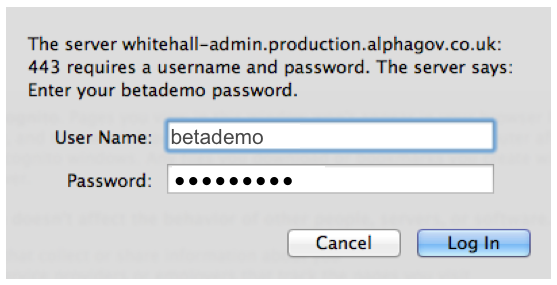 The server whitehall-admin.production.alphagov.co.uk:
443 requires a username and password. The server says:
Enter your betademo password.
User Name: betademo
Password: •••••••••
Cancel Log In